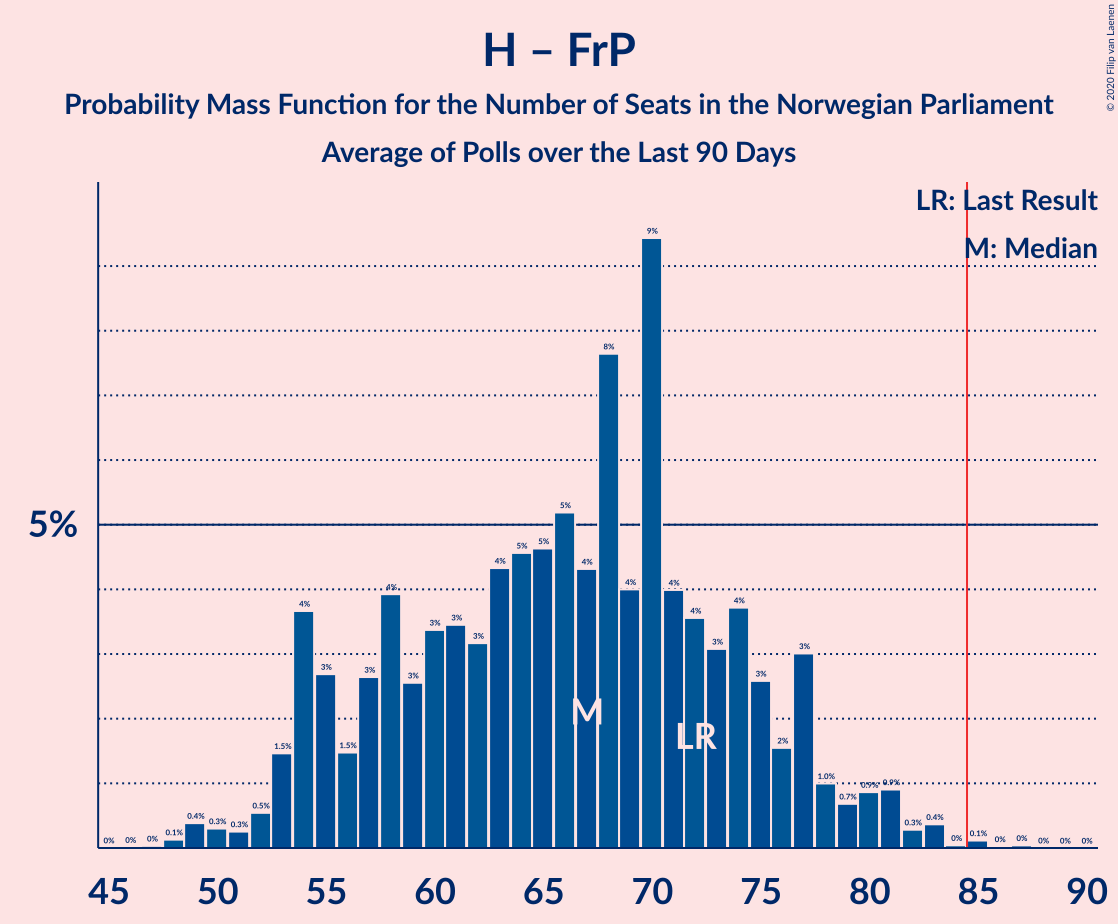 H – FrP
Probability Mass Function for the Number of Seats in the Norwegian Parliament
Average of Polls over the Last 90 Days
© 2020 Filip van Laenen
LR: Last Result
M: Median
5%
0% 0% 0% 0.1% 0.4% 0.3% 0.3% 0.5% 1.5% 4% 3% 1.5% 3% 4% 3% 3% 3% 3% 4% 5% 5% 5% 4% 8% 4% 9% 4% 4% 3% 4% 3% 2% 3% 1.0% 0.7% 0.9% 0.9% 0.3% 0.4% 0% 0.1% 0% 0% 0% 0% 0%
M
LR
45 50 55 60 65 70 75 80 85 90